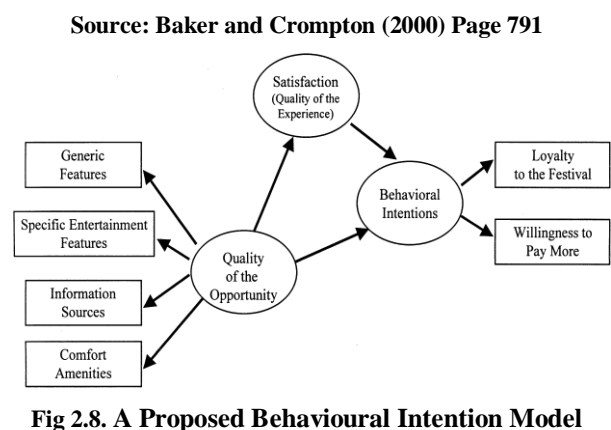 Source: Baker and Crompton (2000) Page 791
Satisfaction
(Quality of the
Experience)
Generic
Features
Loyalty
to the Festival
Behavioral
Intentions
Specific Entertainment
Features
Willingness to
Pay More
Quality
of the
Opportunity
Information
Sources
Comfort
Amenities
Fig 2.8. A Proposed Behavioural Intention Model